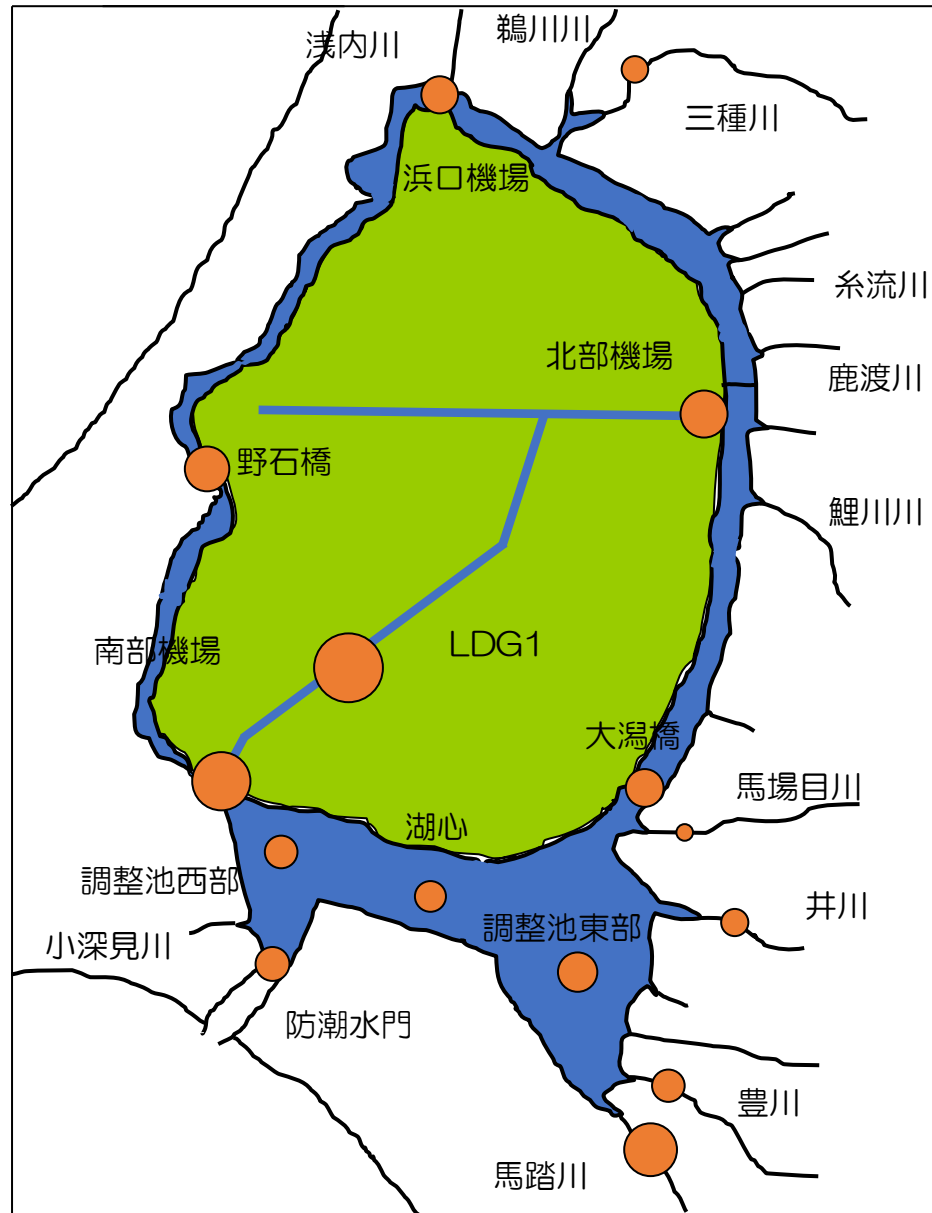 鵜川川
浅内川
三種川
浜口機場
糸流川
北部機場
鹿渡川
野石橋
鯉川川
LDG1
南部機場
大潟橋
馬場目川
湖心
調整池西部
井川
調整池東部
小深見川
防潮水門
豊川
馬踏川